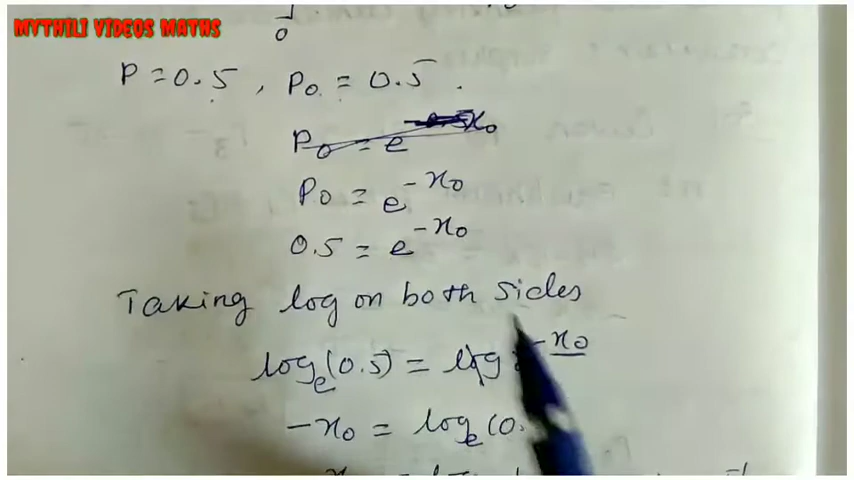 MYTHILI VIDEOS MATHS
P = 0.5 , P₀ = 0.5 .
P₀ = e
P₀ = e^{-x₀}
0.5 = e^{-x₀}
Taking log on both sides
logₑ(0.5) = log e^{-x₀}
-x₀ = logₑ(0.